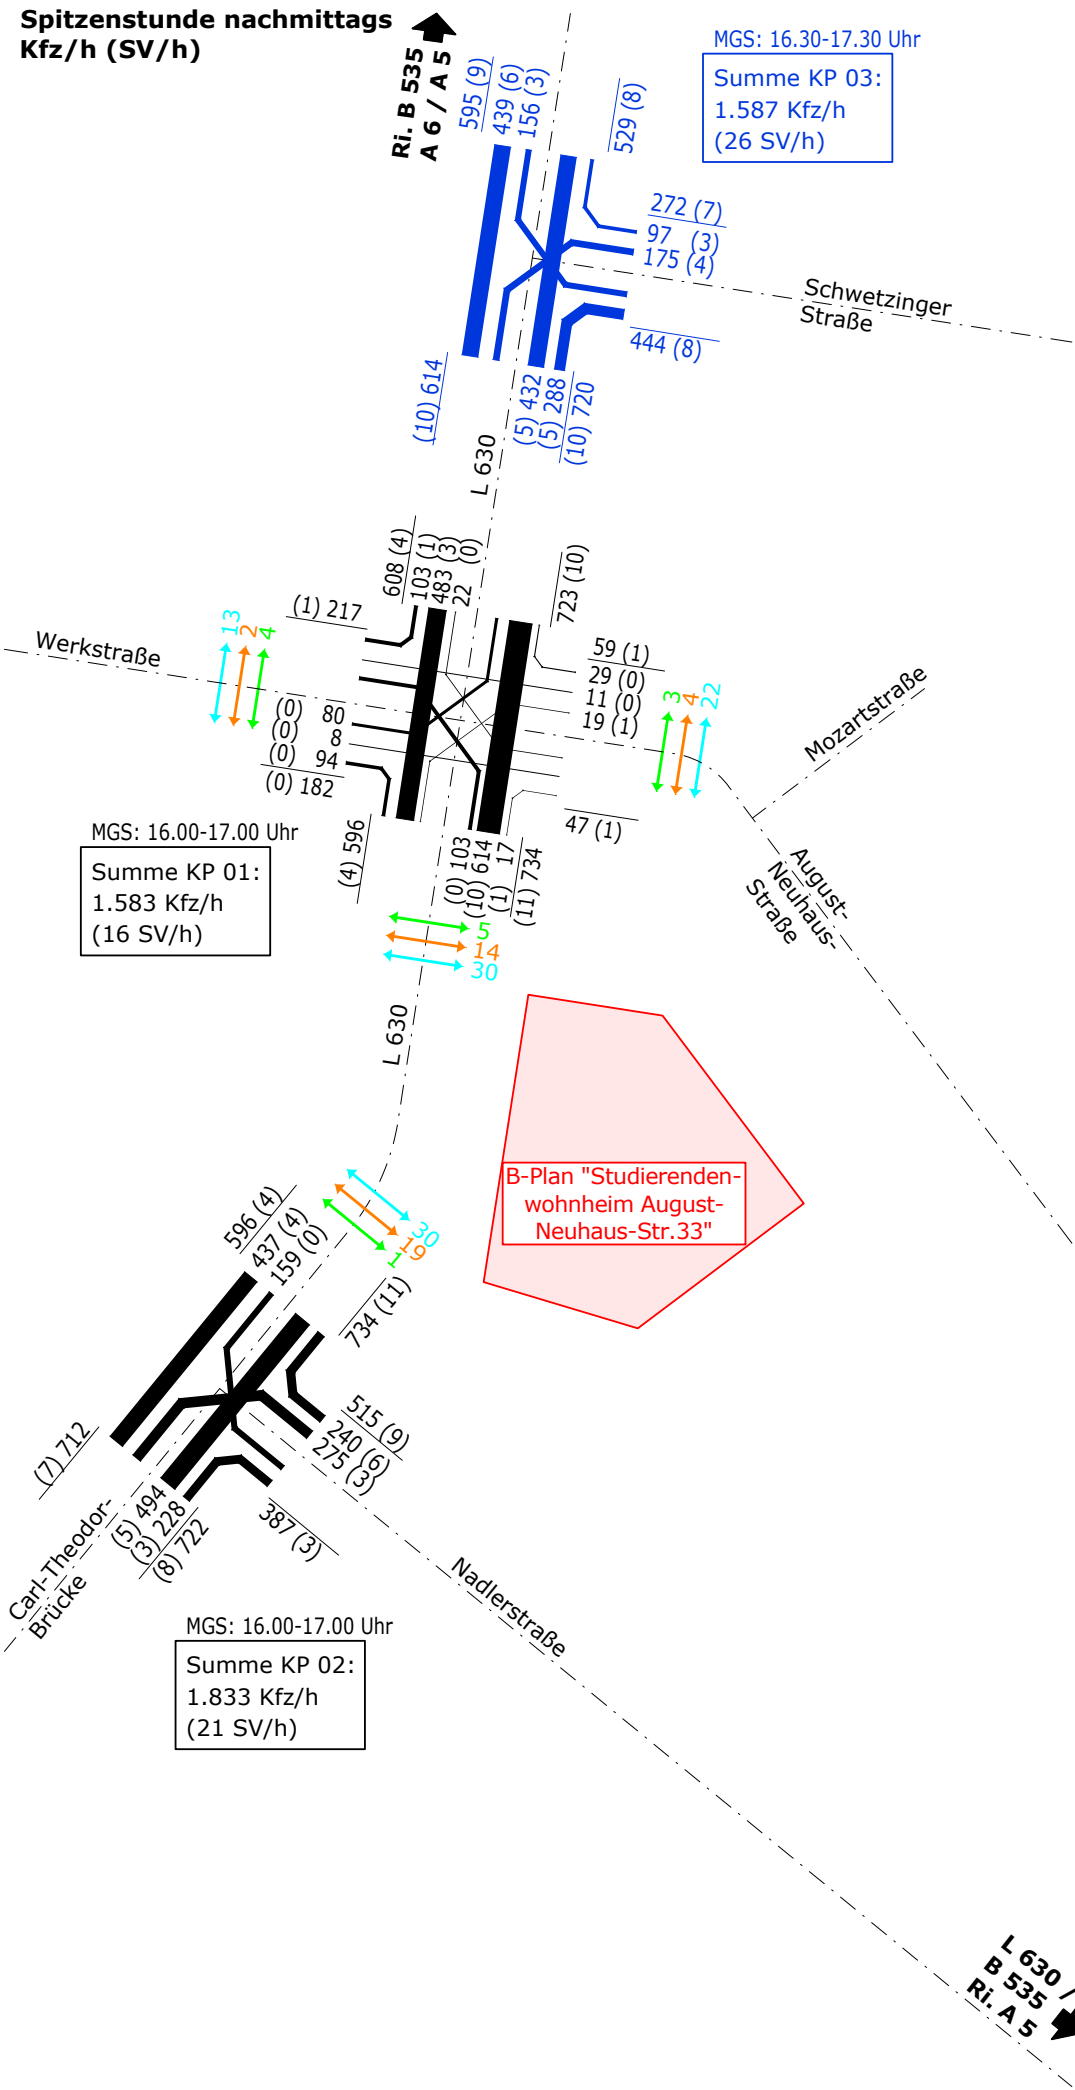 Spitzenstunde nachmittags
Kfz/h (SV/h)
Ri. B 535
A 6 / A 5
MGS: 16.30-17.30 Uhr
Summe KP 03:
1.587 Kfz/h
(26 SV/h)
595 (9)
439 (6)
156 (3)
529 (8)
272 (7)
97 (3)
175 (4)
Schwetzinger
Straße
444 (8)
(10) 614
(5) 432
(5) 288
(10) 720
L 630
608 (4)
103 (1)
483 (3)
22 (0)
723 (10)
(1) 217
13
2
4
Werkstraße
59 (1)
29 (0)
11 (0)
19 (1)
3
4
22
Mozartstraße
(0) 80
(0) 8
(0) 94
(0) 182
47 (1)
MGS: 16.00-17.00 Uhr
Summe KP 01:
1.583 Kfz/h
(16 SV/h)
(4) 596
(0) 103
(10) 614
(1) 17
(11) 734
August-
Neuhaus-
Straße
5
14
30
L 630
B-Plan "Studierenden-
wohnheim August-
Neuhaus-Str.33"
30
19
1
596 (4)
437 (4)
159 (0)
734 (11)
515 (9)
240 (6)
275 (3)
(7) 712
(5) 494
(3) 228
(8) 722
387 (3)
Carl-Theodor-
Brücke
Nadlerstraße
MGS: 16.00-17.00 Uhr
Summe KP 02:
1.833 Kfz/h
(21 SV/h)
L 630 /
B 535
Ri. A 5